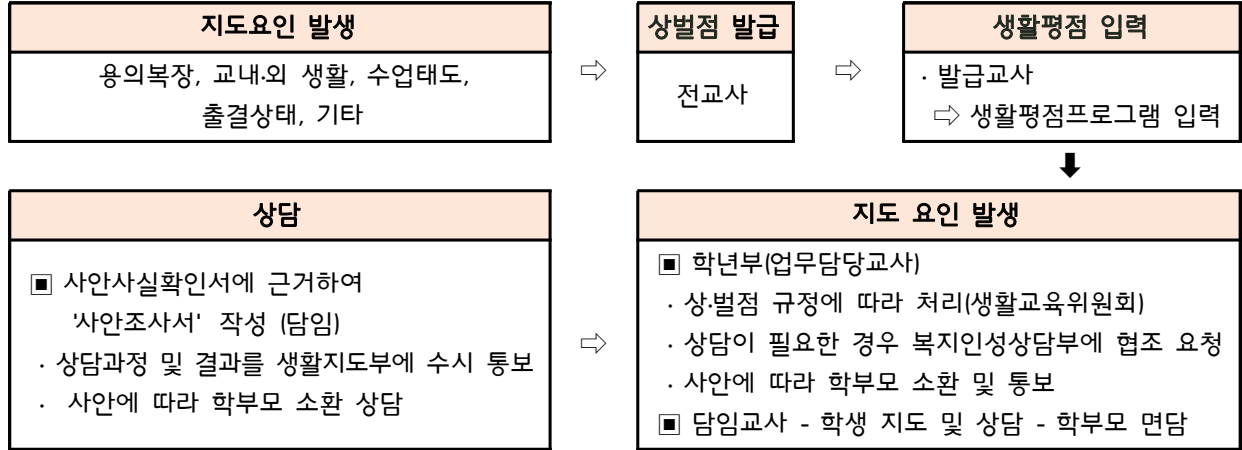 지도요인 발생
용의복장, 교내·외 생활, 수업태도,
출결상태, 기타
⇨
상벌점 발급
전교사
⇨
생활평점 입력
· 발급교사
⇨ 생활평점프로그램 입력
⬇
상담
▣ 사안사실확인서에 근거하여
'사안조사서' 작성 (담임)
· 상담과정 및 결과를 생활지도부에 수시 통보
· 사안에 따라 학부모 소환 상담
⇨
지도 요인 발생
▣ 학년부(업무담당교사)
· 상·벌점 규정에 따라 처리(생활교육위원회)
· 상담이 필요한 경우 복지인성상담부에 협조 요청
· 사안에 따라 학부모 소환 및 통보
▣ 담임교사 - 학생 지도 및 상담 - 학부모 면담